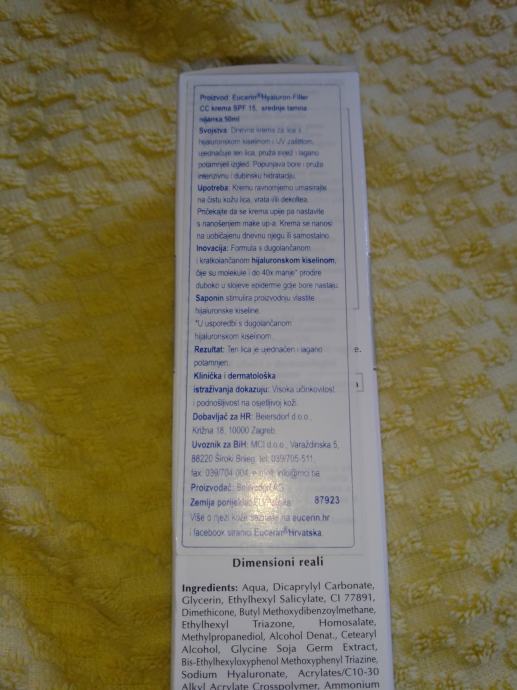 Proizvod: Eucerin® Hyaluron-Filler
CC krema SPF 15, srednje tamna
nijansa 50ml
Svojstva: Dnevna krema za lice s
hijaluronskom kiselinom i UV zaštitom,
ujednačuje ten lica, pruža svjež i lagano
potamnjeli izgled. Popunjava bore i pruža
intenzivnu i dubinsku hidrataciju.
Upotreba: Kremu ravnomjerno umasirajte
na čistu kožu lica, vrata i/ili dekoltea.
Pričekajte da se krema upije pa nastavite
s nanošenjem make up-a. Krema se nanosi
na uobičajenu dnevnu njegu ili samostalno.
Inovacija: Formula s dugolančanom
i kratkolančanom hijaluronskom kiselinom,
čije su molekule i do 40x manje* prodire
duboko u slojeve epiderme gdje bore nastaju.
Saponin stimulira proizvodnju vlastite
hijaluronske kiseline.
*U usporedbi s dugolančanom
hijaluronskom kiselinom.
Rezultat: Ten lica je ujednačen i lagano
potamnjen.
Klinička i dermatološka
istraživanja dokazuju: Visoka učinkovitost
i podnošljivost na osjetljivoj koži.
Dobavljač za HR: Beiersdorf d.o.o.,
Križna 18, 10000 Zagreb.
Uvoznik za BiH: MCI d.o.o., Varaždinska 5,
88220 Široki Brijeg, tel: 039/705-511,
fax: 039/704 004, e-mail: info@mci.ba
Proizvođač: Beiersdorf AG
Zemlja porijekla: EU 87923
Više o njezi kože saznajte na eucerin.hr
i facebook stranici Eucerin® Hrvatska.
e.
Dimensioni reali
Ingredients: Aqua, Dicaprylyl Carbonate,
Glycerin, Ethylhexyl Salicylate, CI 77891,
Dimethicone, Butyl Methoxydibenzoylmethane,
Ethylhexyl Triazone, Homosalate,
Methylpropanediol, Alcohol Denat., Cetearyl
Alcohol, Glycine Soja Germ Extract,
Bis-Ethylhexyloxyphenol Methoxyphenyl Triazine,
Sodium Hyaluronate, Acrylates/C10-30
Alkyl Acrylate Crosspolymer, Ammonium